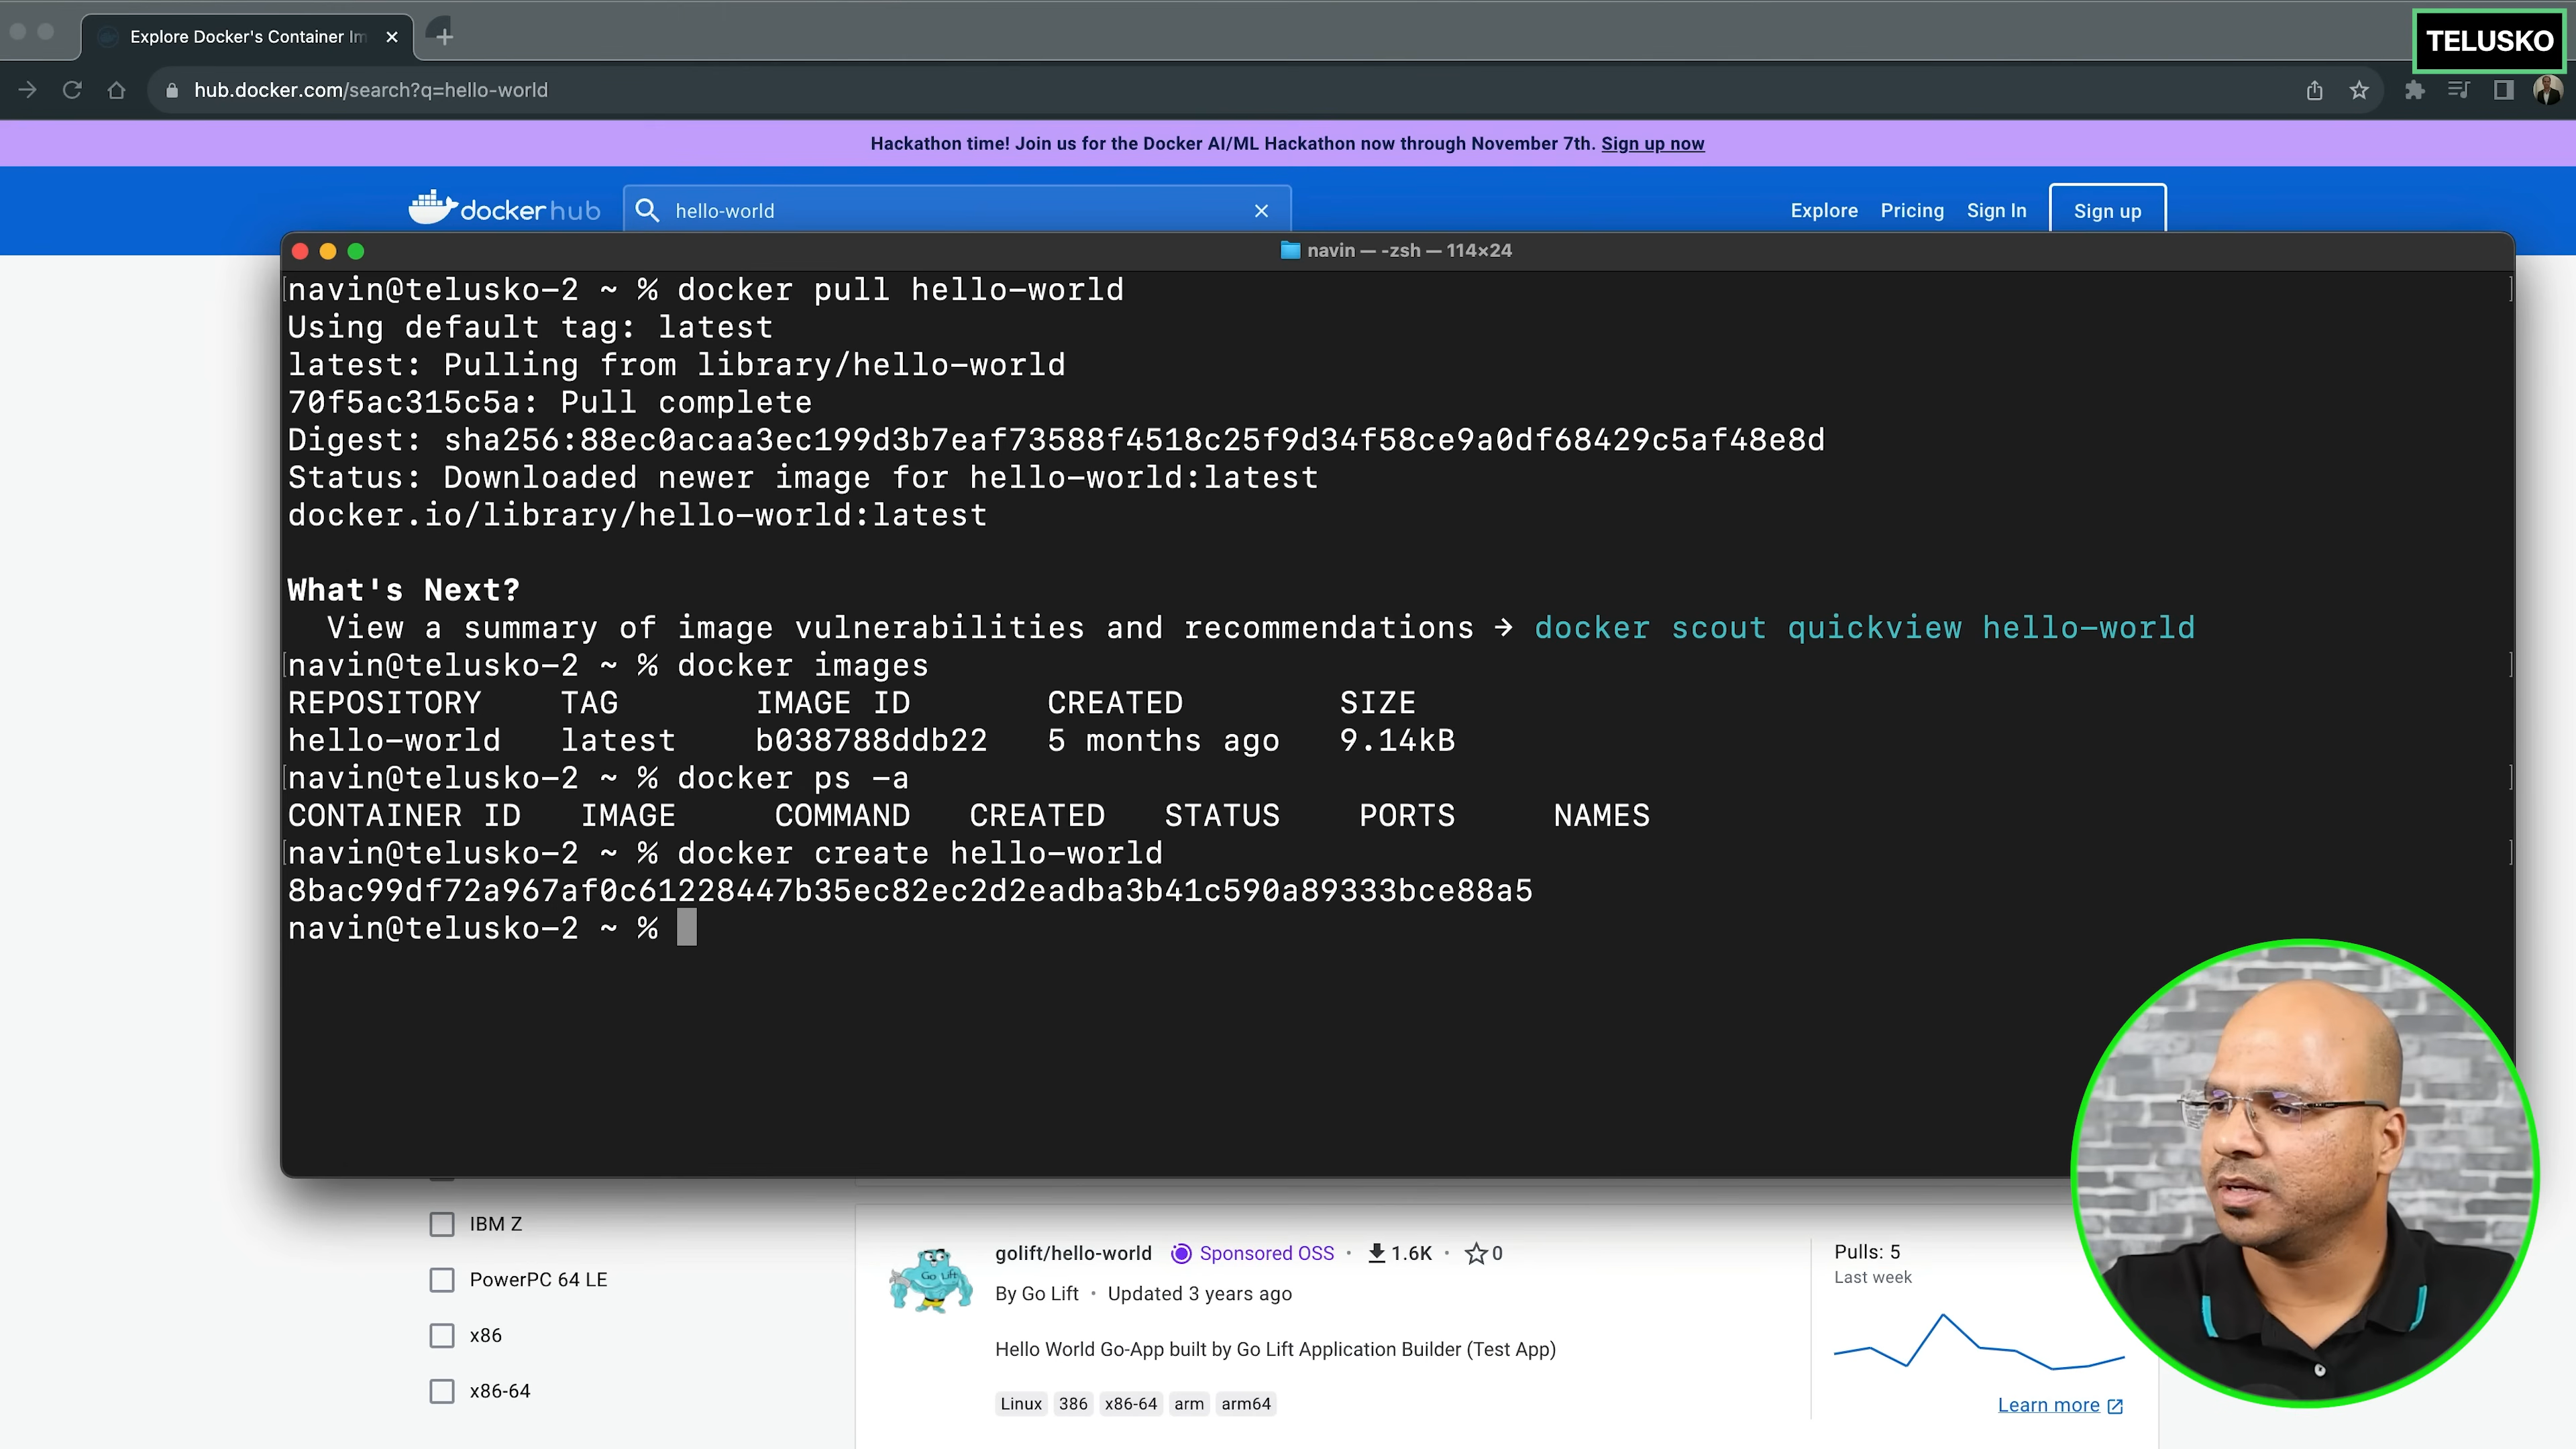 Explore Docker's Container Im
TELUSKO
hub.docker.com/search?q=hello-world
Hackathon time! Join us for the Docker AI/ML Hackathon now through November 7th. Sign up now
docker hub
hello-world
Explore Pricing Sign In Sign up
navin — -zsh — 114×24
navin@telusko-2 ~ % docker pull hello-world
Using default tag: latest
latest: Pulling from library/hello-world
70f5ac315c5a: Pull complete
Digest: sha256:88ec0acaa3ec199d3b7eaf73588f4518c25f9d34f58ce9a0df68429c5af48e8d
Status: Downloaded newer image for hello-world:latest
docker.io/library/hello-world:latest
What's Next?
View a summary of image vulnerabilities and recommendations → docker scout quickview hello-world
navin@telusko-2 ~ % docker images
REPOSITORY TAG IMAGE ID CREATED SIZE
hello-world latest b038788ddb22 5 months ago 9.14kB
navin@telusko-2 ~ % docker ps -a
CONTAINER ID IMAGE COMMAND CREATED STATUS PORTS NAMES
navin@telusko-2 ~ % docker create hello-world
8bac99df72a967af0c61228447b35ec82ec2d2eadba3b41c590a89333bce88a5
navin@telusko-2 ~ %
IBM Z
PowerPC 64 LE
x86
x86-64
Go Lift
golift/hello-world Sponsored OSS · 1.6K · 0
By Go Lift · Updated 3 years ago
Hello World Go-App built by Go Lift Application Builder (Test App)
Linux 386 x86-64 arm arm64
Pulls: 5
Last week
Learn more